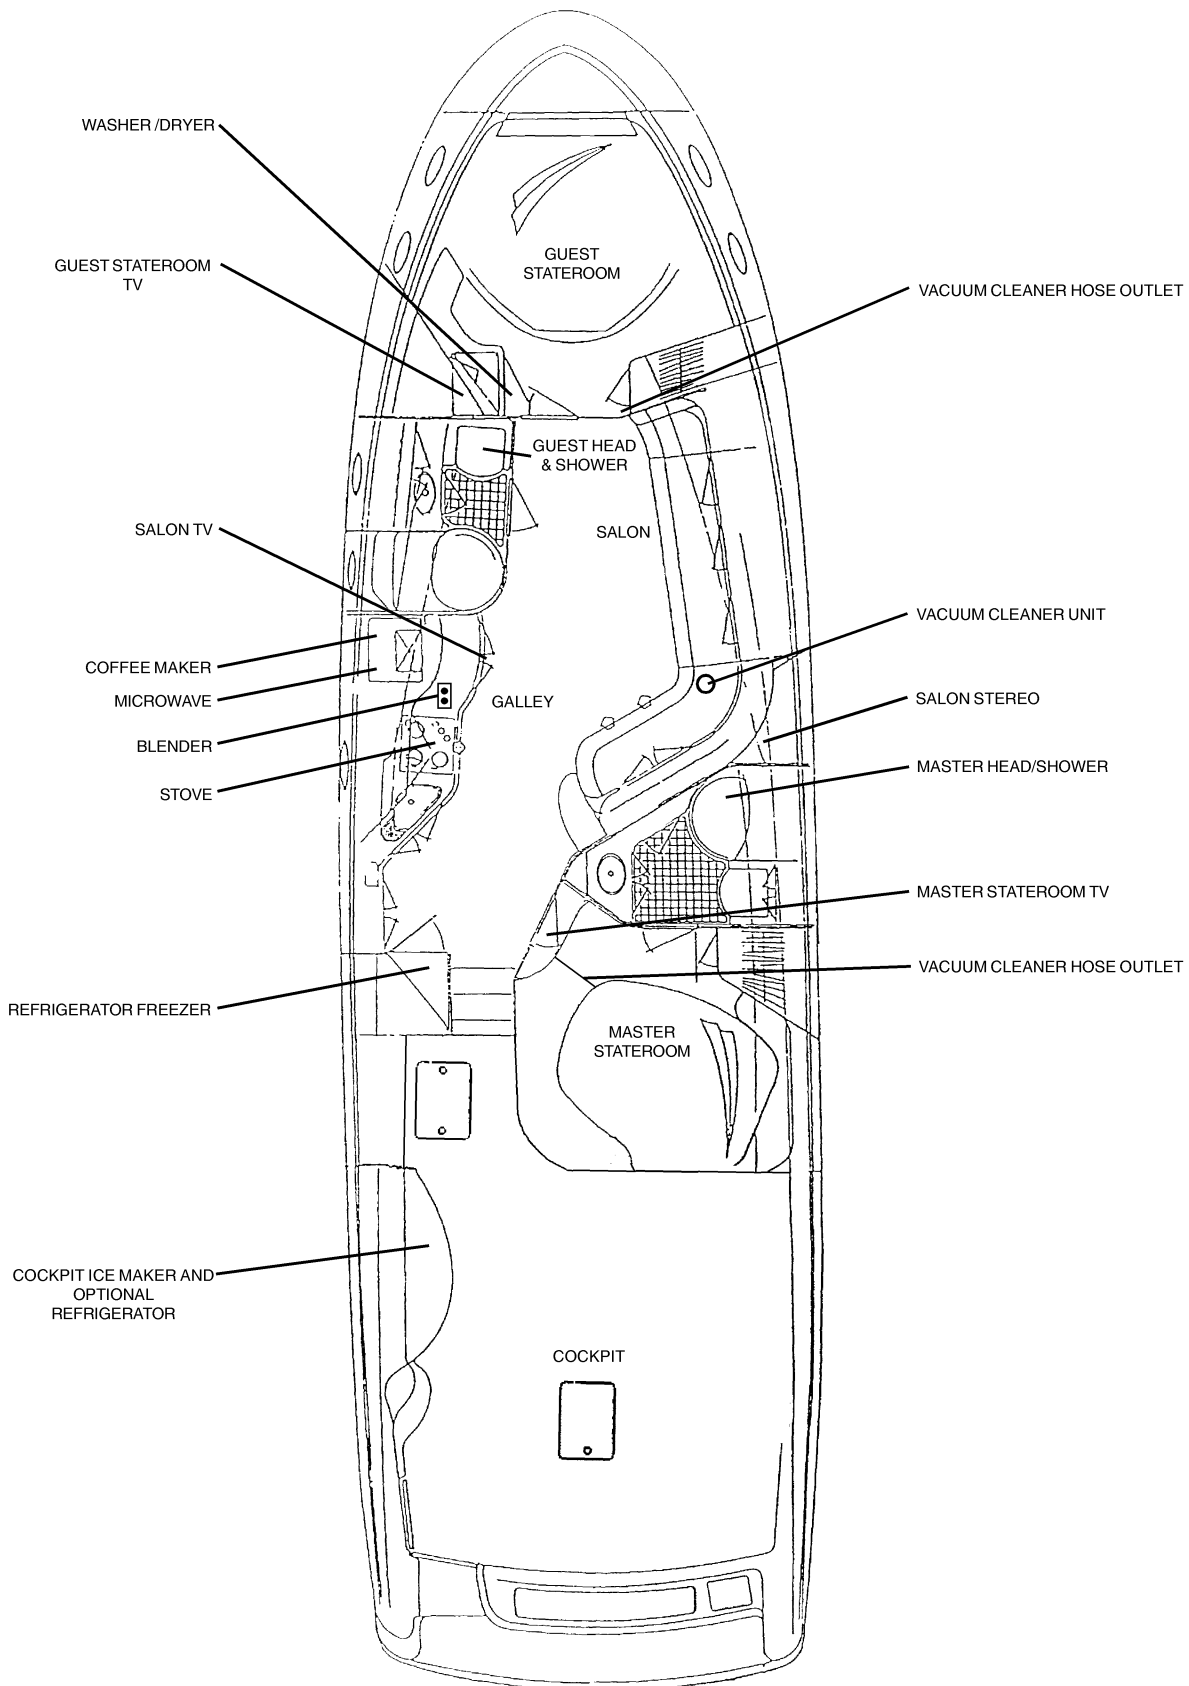 WASHER /DRYER
GUEST STATEROOM
TV
GUEST
STATEROOM
VACUUM CLEANER HOSE OUTLET
GUEST HEAD
& SHOWER
SALON TV
SALON
VACUUM CLEANER UNIT
COFFEE MAKER
MICROWAVE
GALLEY
SALON STEREO
BLENDER
MASTER HEAD/SHOWER
STOVE
MASTER STATEROOM TV
VACUUM CLEANER HOSE OUTLET
REFRIGERATOR FREEZER
MASTER
STATEROOM
COCKPIT ICE MAKER AND
OPTIONAL
REFRIGERATOR
COCKPIT